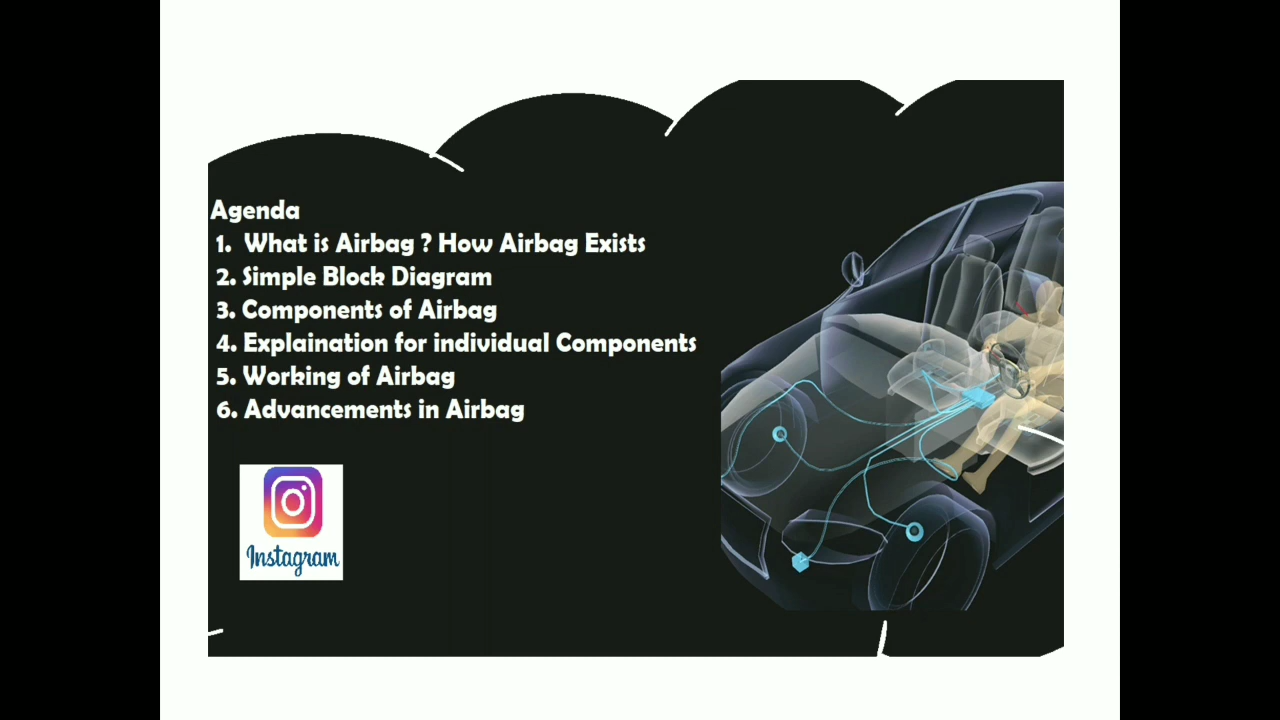 Agenda
1. What is Airbag ? How Airbag Exists
2. Simple Block Diagram
3. Components of Airbag
4. Explaination for individual Components
5. Working of Airbag
6. Advancements in Airbag
Instagram